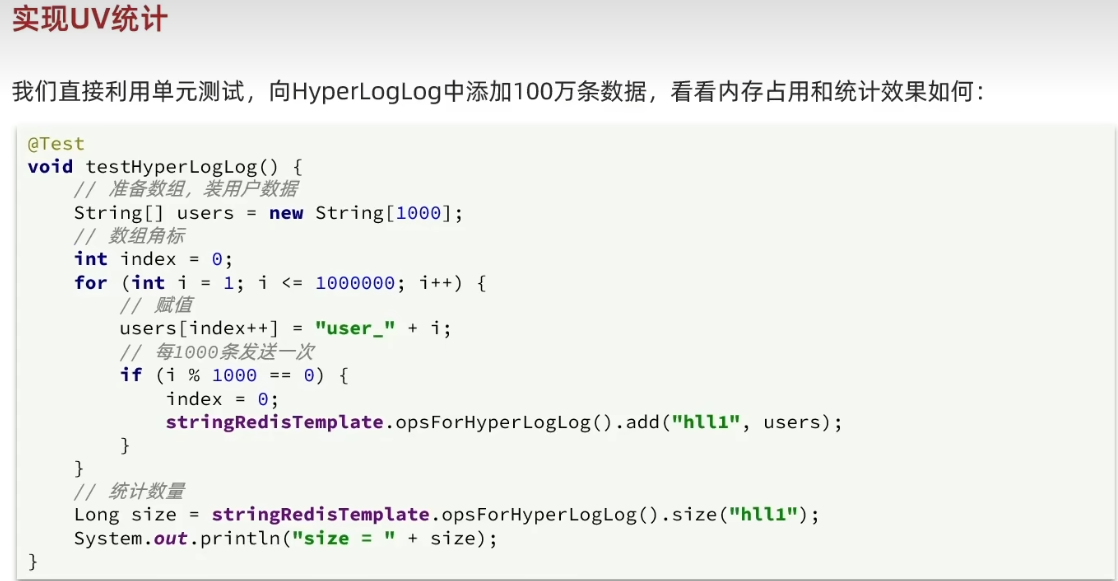 实现UV统计
我们直接利用单元测试，向HyperLogLog中添加100万条数据，看看内存占用和统计效果如何：
@Test
void testHyperLogLog() {
    // 准备数组，装用户数据
    String[] users = new String[1000];
    // 数组角标
    int index = 0;
    for (int i = 1; i <= 1000000; i++) {
        // 赋值
        users[index++] = "user_" + i;
        // 每1000条发送一次
        if (i % 1000 == 0) {
            index = 0;
            stringRedisTemplate.opsForHyperLogLog().add("hll1", users);
        }
    }
    // 统计数量
    Long size = stringRedisTemplate.opsForHyperLogLog().size("hll1");
    System.out.println("size = " + size);
}